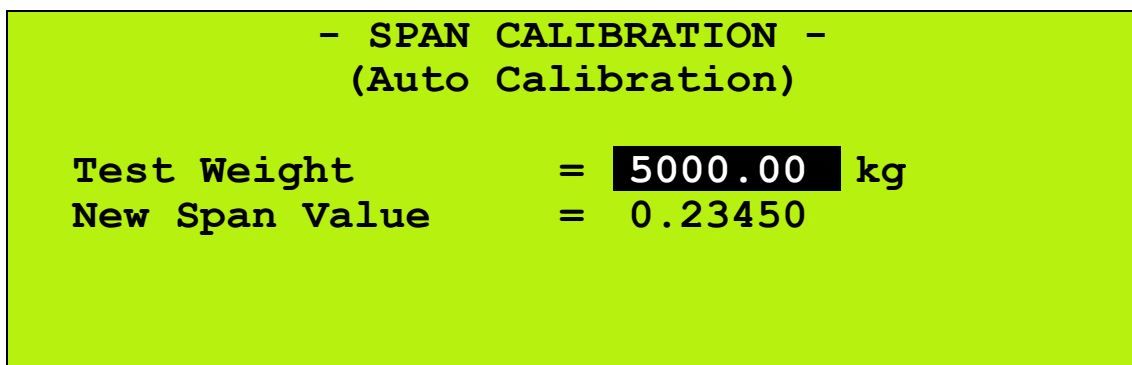 - SPAN CALIBRATION -
(Auto Calibration)
Test Weight = 5000.00 kg
New Span Value = 0.23450